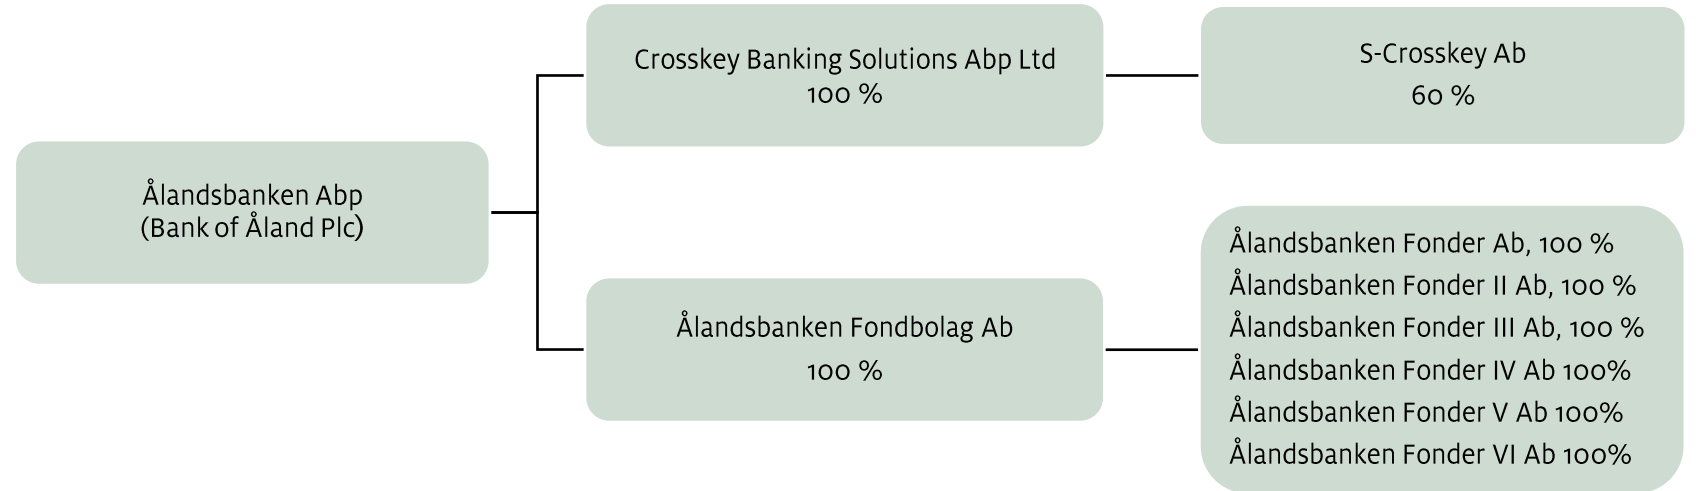 Ålandsbanken Abp
(Bank of Åland Plc)
Crosskey Banking Solutions Abp Ltd
100 %
S-Crosskey Ab
60 %
Ålandsbanken Fondbolag Ab
100 %
Ålandsbanken Fonder Ab, 100 %
Ålandsbanken Fonder II Ab, 100 %
Ålandsbanken Fonder III Ab, 100 %
Ålandsbanken Fonder IV Ab 100%
Ålandsbanken Fonder V Ab 100%
Ålandsbanken Fonder VI Ab 100%